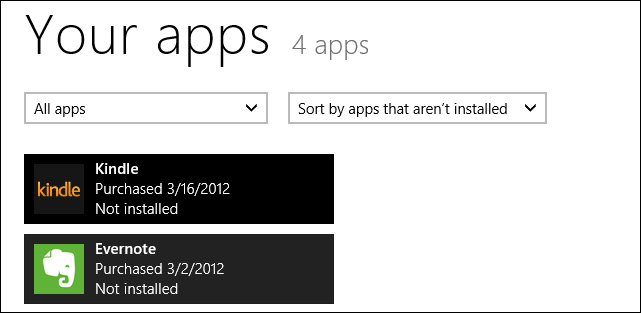 Your apps 4 apps
All apps Sort by apps that aren't installed
kindle
Kindle
Purchased 3/16/2012
Not installed
Evernote
Purchased 3/2/2012
Not installed